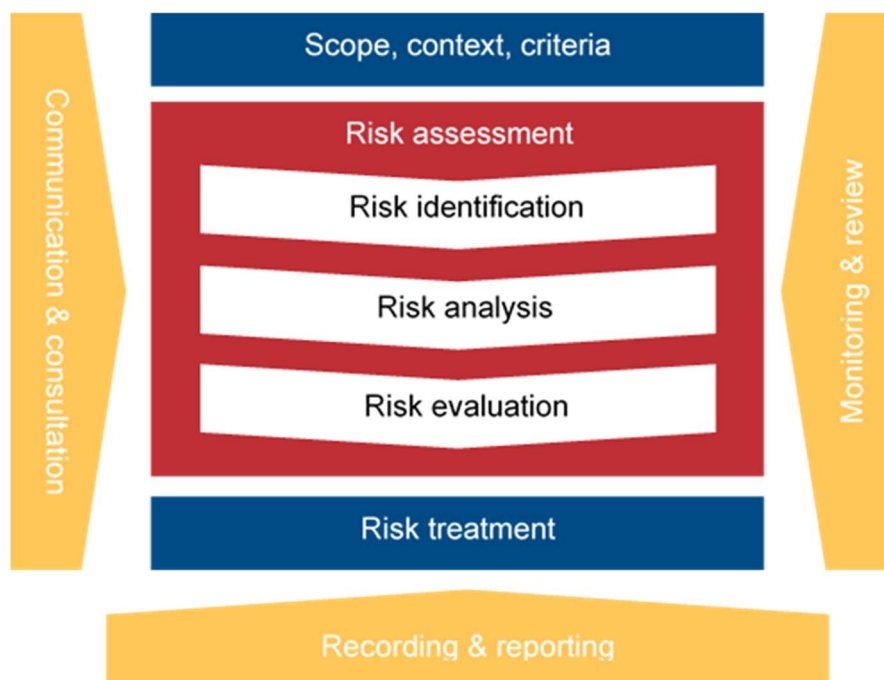 Scope, context, criteria
Communication & consultation
Risk assessment
Risk identification
Risk analysis
Risk evaluation
Monitoring & review
Risk treatment
Recording & reporting